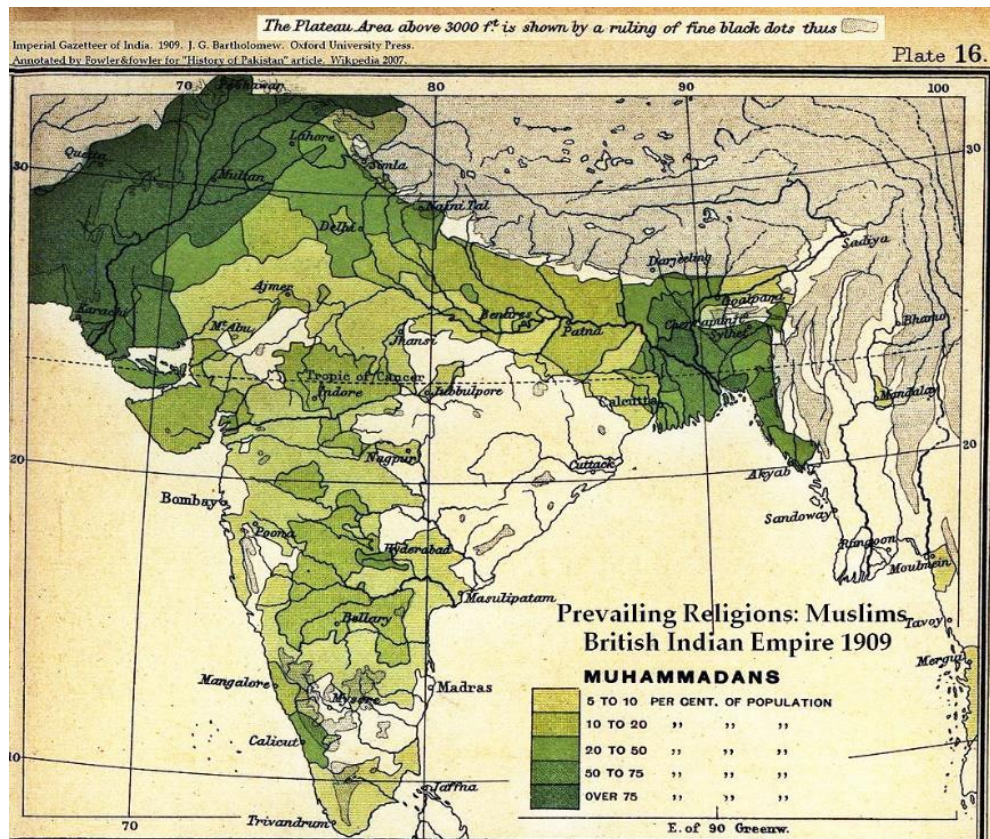 The Plateau Area above 3000 f.t is shown by a ruling of fine black dots thus
Imperial Gazetteer of India. 1909. J. G. Bartholomew. Oxford University Press.
Annotated by Fowler&fowler for "History of Pakistan" article. Wikpedia 2007.
Plate 16.
70
80
90
100
Peshawar
Lahore
Simla
Quetta
30
30
Multan
Naini Tal
Delhi
Sadiya
Darjeeling
Ajmer
Goalpara
Karachi
Benares
Cherrapunji
Bhamo
Mt Abu
Patna
Sylhet
Jhansi
Tropic of Cancer
Indore
Jubbulpore
Calcutta
Mandalay
20
20
Nagpur
Cuttack
Akyab
Bombay
Sandoway
Poona
Hyderabad
Rangoon
Moulmein
Masulipatam
Bellary
Prevailing Religions: Muslims
British Indian Empire 1909
Tavoy
Mergui
MUHAMMADANS
Mangalore
Mysore
Madras
5 TO 10 PER CENT. OF POPULATION
10 TO 20 ,, ,, ,,
Calicut
20 TO 50 ,, ,, ,,
10
50 TO 75 ,, ,, ,,
Jaffna
OVER 75 ,, ,, ,,
70
Trivandrum
80
E. of 90 Greenw.